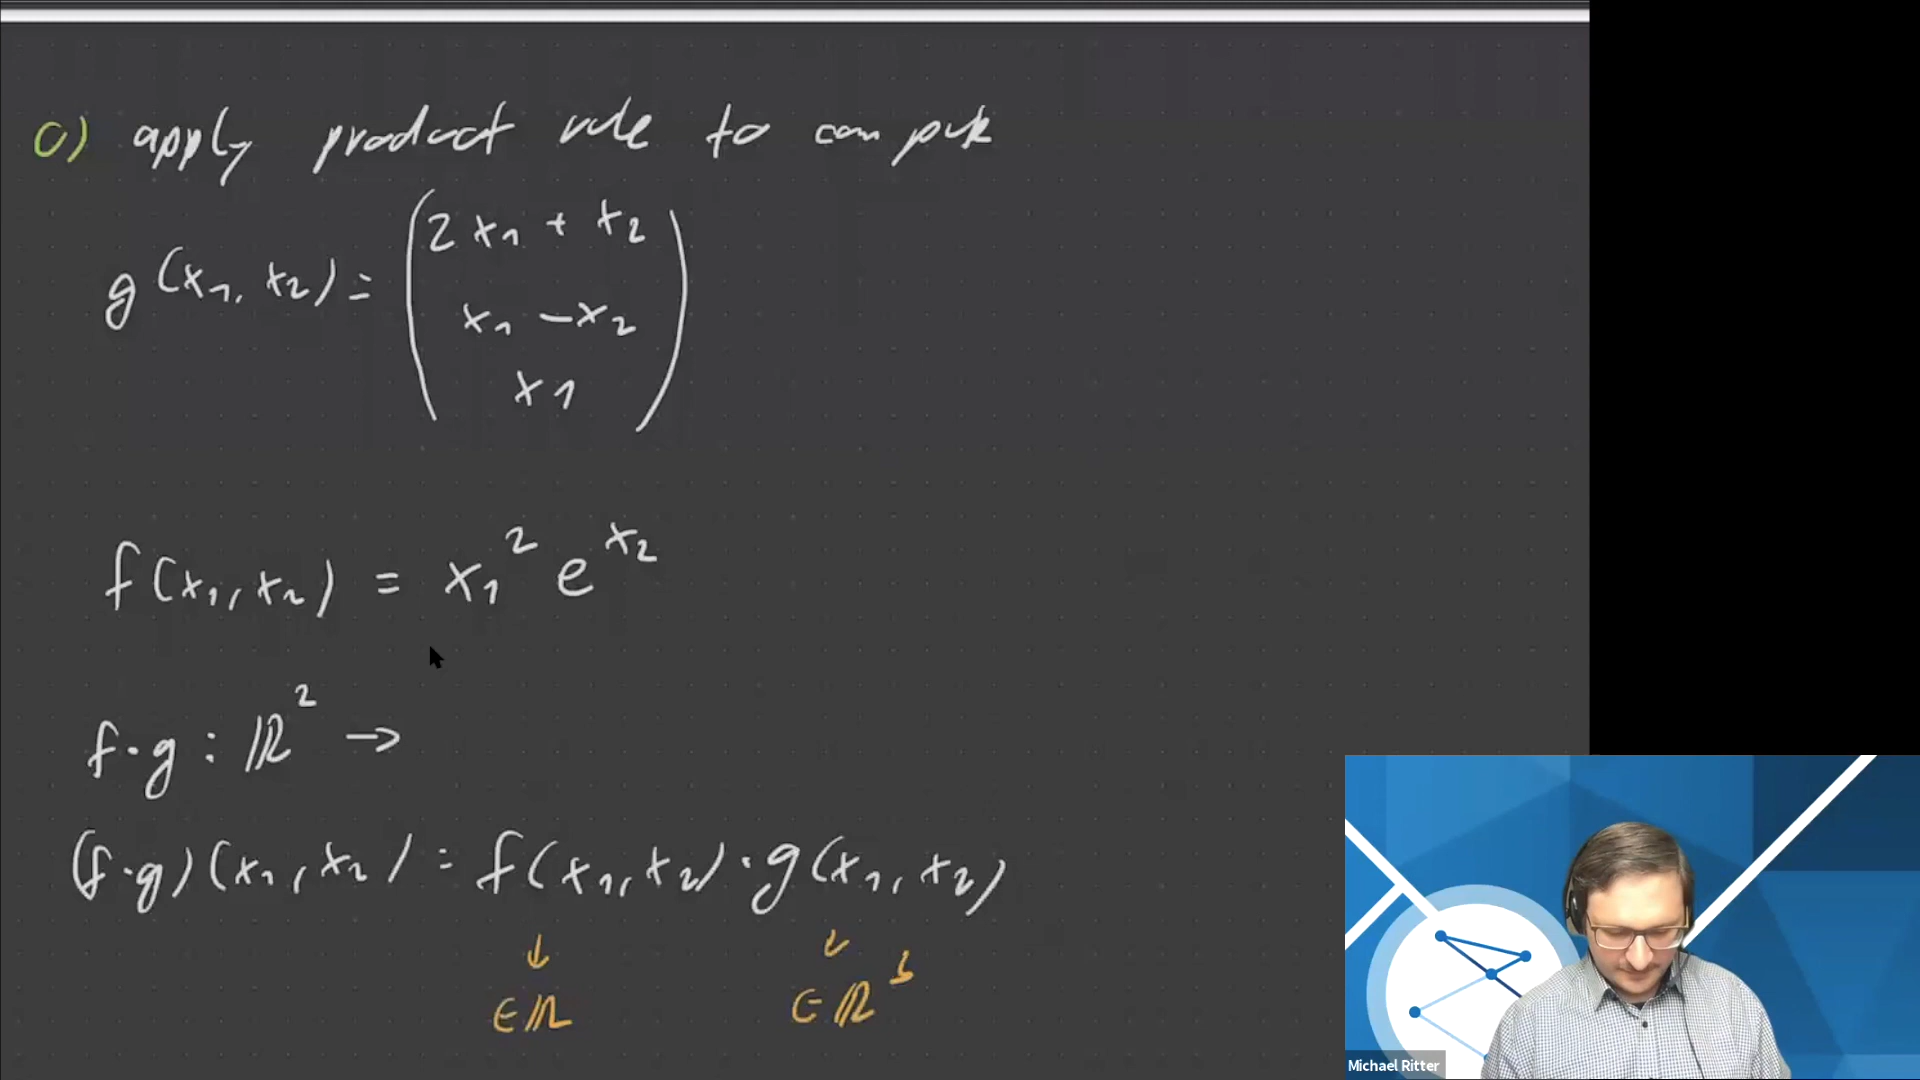 c) apply product rule to compute
g(x₁, x₂) = ( 2x₁ + x₂
x₁ - x₂
x₁ )
f(x₁, x₂) = x₁² e^{x₂}
f·g : ℝ² →
(f·g)(x₁, x₂) = f(x₁, x₂) · g(x₁, x₂)
↓ ↓
∈ℝ ∈ℝ³
Michael Ritter